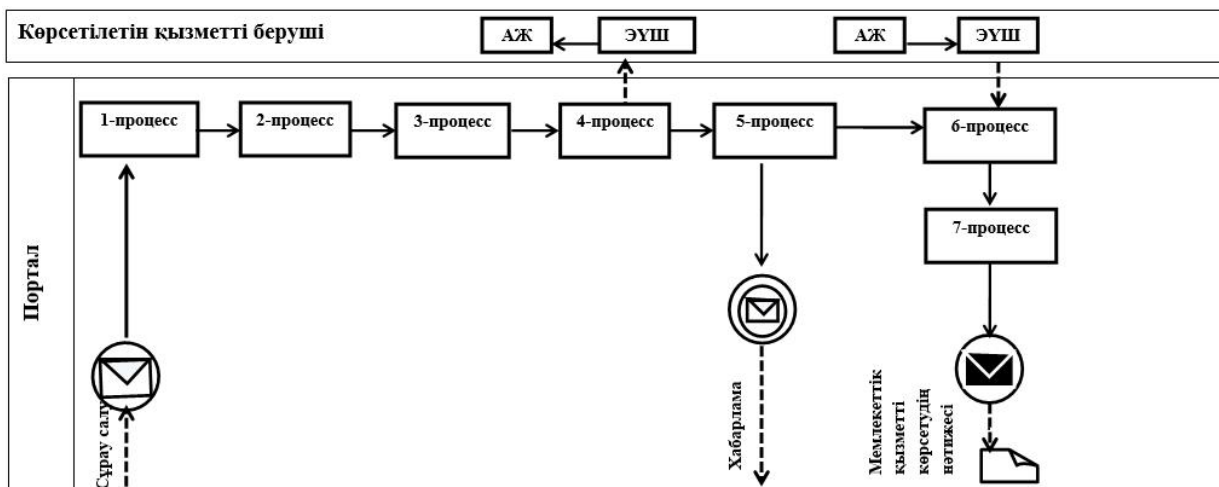 Көрсетілетін қызметті беруші
АЖ
ЭҮШ
АЖ
ЭҮШ
Портал
1-процесс
2-процесс
3-процесс
4-процесс
5-процесс
6-процесс
7-процесс
Сұрау салу
Хабарлама
Мемлекеттік
қызметті
көрсетудің
нәтижесі